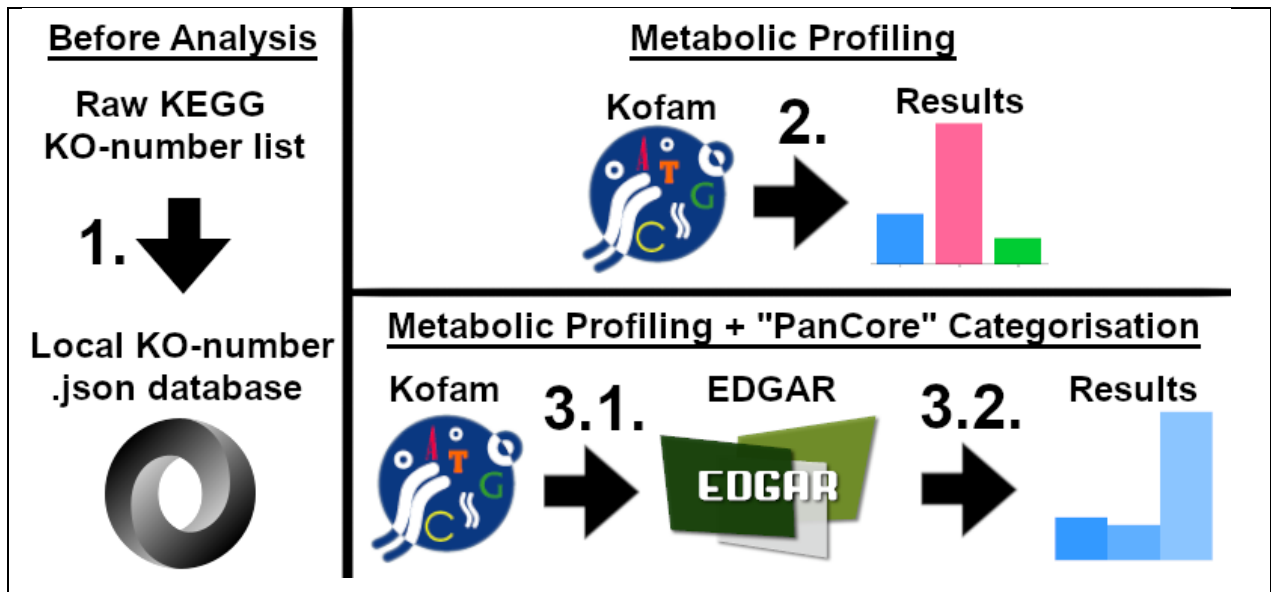 Before Analysis
Raw KEGG
KO-number list
1.
Local KO-number
.json database
Metabolic Profiling
Kofam
2.
Results
A
T
G
C
Metabolic Profiling + "PanCore" Categorisation
Kofam
3.1.
EDGAR
3.2.
Results
A
T
G
C
EDGAR